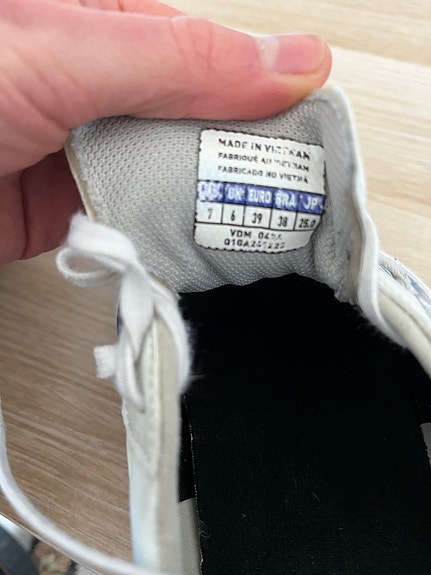 MADE IN VIETNAM
FABRIQUÉ AU VIETNAM
FABRICADO NO VIETNÃ
UK EURO BRA JP
7 6 39 38 25.0
VDM